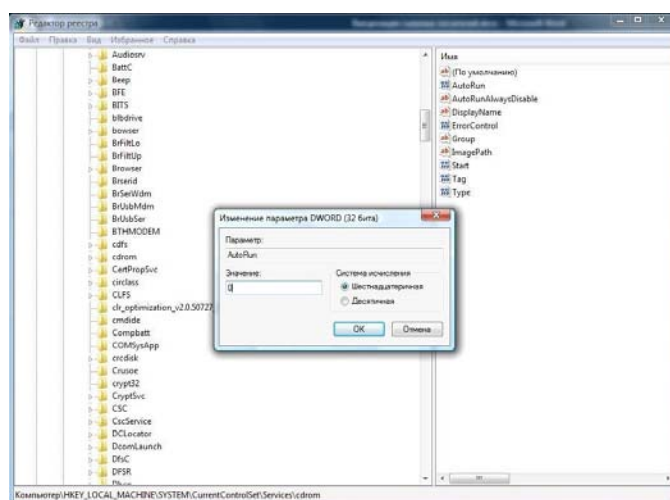 Редактор реестра
Файл Правка Вид Избранное Справка
Audiosrv
BattC
Beep
BFE
BITS
blbdrive
bowser
BrFiltLo
BrFiltUp
Browser
Brserid
BrSerWdm
BrUsbMdm
BrUsbSer
BTHMODEM
cdfs
cdrom
CertPropSvc
circlass
CLFS
clr_optimization_v2.0.50727_
cmdide
Compbatt
COMSysApp
crcdisk
Crusoe
crypt32
CryptSvc
CSC
CscService
DCLocator
DcomLaunch
DfsC
DFSR
Имя
(По умолчанию)
AutoRun
AutoRunAlwaysDisable
DisplayName
ErrorControl
Group
ImagePath
Start
Tag
Type
Изменение параметра DWORD (32 бита)
Параметр:
AutoRun
Значение:
0
Система исчисления
Шестнадцатеричная
Десятичная
OK
Отмена
Компьютер\HKEY_LOCAL_MACHINE\SYSTEM\CurrentControlSet\Services\cdrom